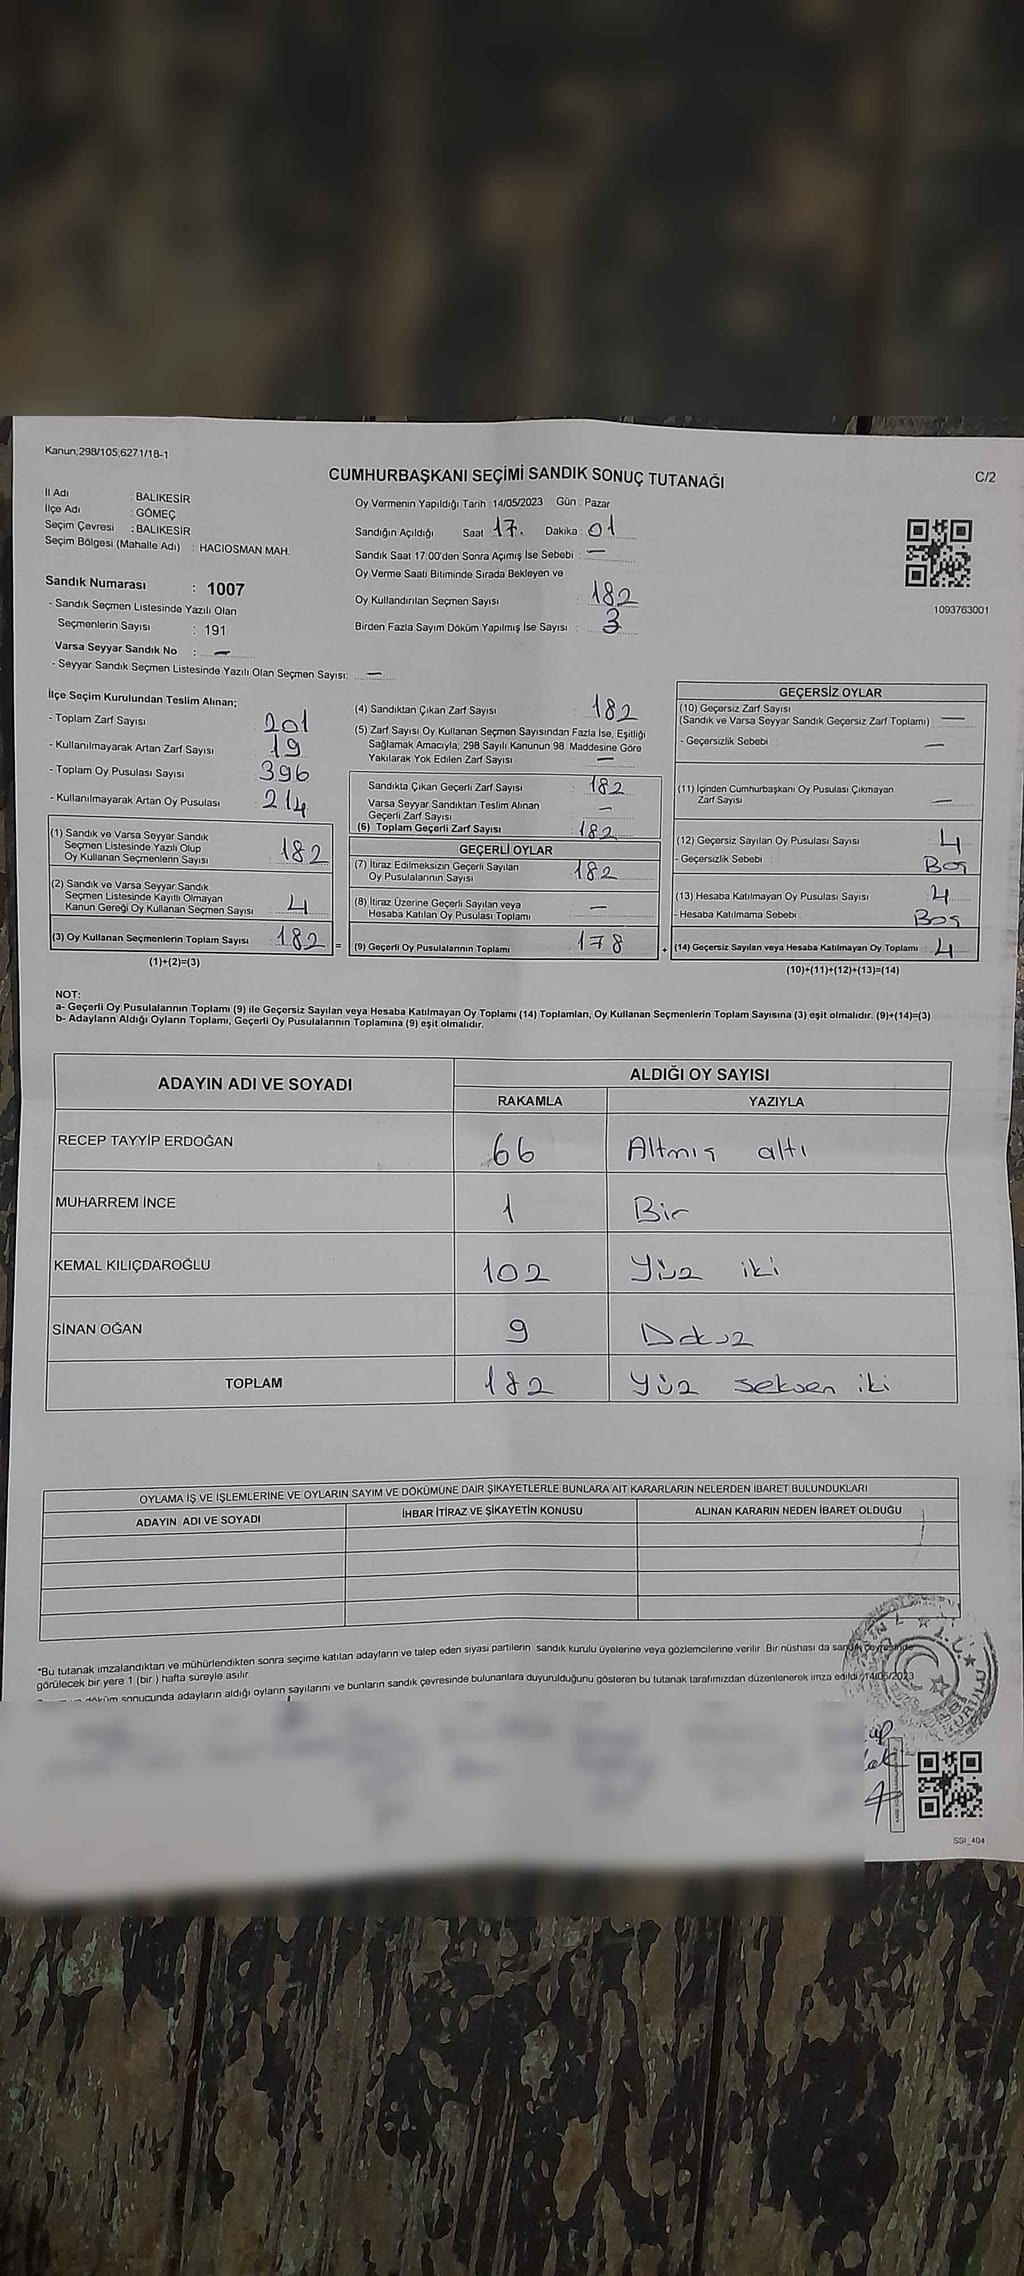 Kanun;298/105,6271/18-1
CUMHURBAŞKANI SEÇİMİ SANDIK SONUÇ TUTANAĞI
C/2
İl Adı : BALIKESİR
İlçe Adı : GÖMEÇ
Seçim Çevresi : BALIKESİR
Seçim Bölgesi (Mahalle Adı) : HACIOSMAN MAH.
Oy Vermenin Yapıldığı Tarih 14/05/2023 Gün : Pazar
Sandığın Açıldığı Saat 17. Dakika : 01
Sandık Saat 17:00'den Sonra Açımış İse Sebebi : —
Oy Verme Saati Bitiminde Sırada Bekleyen ve
Oy Kullandırılan Seçmen Sayısı : 182
Birden Fazla Sayım Döküm Yapılmış İse Sayısı : 3
1093763001
Sandık Numarası : 1007
- Sandık Seçmen Listesinde Yazılı Olan
Seçmenlerin Sayısı : 191
Varsa Seyyar Sandık No : —
- Seyyar Sandık Seçmen Listesinde Yazılı Olan Seçmen Sayısı: —
İlçe Seçim Kurulundan Teslim Alınan;
- Toplam Zarf Sayısı 201
- Kullanılmayarak Artan Zarf Sayısı 19
- Toplam Oy Pusulası Sayısı 396
- Kullanılmayarak Artan Oy Pusulası 214
(1) Sandık ve Varsa Seyyar Sandık
Seçmen Listesinde Yazılı Olup
Oy Kullanan Seçmenlerin Sayısı 182
(2) Sandık ve Varsa Seyyar Sandık
Seçmen Listesinde Kayıtlı Olmayan
Kanun Gereği Oy Kullanan Seçmen Sayısı 4
(3) Oy Kullanan Seçmenlerin Toplam Sayısı 182 =
(1)+(2)=(3)
(4) Sandıktan Çıkan Zarf Sayısı : 182
(5) Zarf Sayısı Oy Kullanan Seçmen Sayısından Fazla İse, Eşitliği
Sağlamak Amacıyla; 298 Sayılı Kanunun 98. Maddesine Göre
Yakılarak Yok Edilen Zarf Sayısı : —
Sandıkta Çıkan Geçerli Zarf Sayısı : 182
Varsa Seyyar Sandıktan Teslim Alınan
Geçerli Zarf Sayısı : —
(6) Toplam Geçerli Zarf Sayısı : 182
GEÇERLİ OYLAR
(7) İtiraz Edilmeksizin Geçerli Sayılan
Oy Pusulalarının Sayısı 182
(8) İtiraz Üzerine Geçerli Sayılan veya
Hesaba Katılan Oy Pusulası Toplamı —
(9) Geçerli Oy Pusulalarının Toplamı 178 +
GEÇERSİZ OYLAR
(10) Geçersiz Zarf Sayısı
(Sandık ve Varsa Seyyar Sandık Geçersiz Zarf Toplamı) —
- Geçersizlik Sebebi : —
(11) İçinden Cumhurbaşkanı Oy Pusulası Çıkmayan
Zarf Sayısı —
(12) Geçersiz Sayılan Oy Pusulası Sayısı 4
- Geçersizlik Sebebi : Boş
(13) Hesaba Katılmayan Oy Pusulası Sayısı 4
- Hesaba Katılmama Sebebi : Boş
(14) Geçersiz Sayılan veya Hesaba Katılmayan Oy Toplamı : 4
(10)+(11)+(12)+(13)=(14)
NOT:
a- Geçerli Oy Pusulalarının Toplamı (9) ile Geçersiz Sayılan veya Hesaba Katılmayan Oy Toplamı (14) Toplamları, Oy Kullanan Seçmenlerin Toplam Sayısına (3) eşit olmalıdır. (9)+(14)=(3)
b- Adayların Aldığı Oyların Toplamı, Geçerli Oy Pusulalarının Toplamına (9) eşit olmalıdır.
ADAYIN ADI VE SOYADI ALDIĞI OY SAYISI
RAKAMLA YAZIYLA
RECEP TAYYİP ERDOĞAN 66 Altmış altı
MUHARREM İNCE 1 Bir
KEMAL KILIÇDAROĞLU 102 Yüz iki
SİNAN OĞAN 9 Dokuz
TOPLAM 182 Yüz seksen iki
OYLAMA İŞ VE İŞLEMLERİNE VE OYLARIN SAYIM VE DÖKÜMÜNE DAİR ŞİKAYETLERLE BUNLARA AİT KARARLARIN NELERDEN İBARET BULUNDUKLARI
ADAYIN ADI VE SOYADI İHBAR İTİRAZ VE ŞİKAYETİN KONUSU ALINAN KARARIN NEDEN İBARET OLDUĞU
*Bu tutanak imzalandıktan ve mühürlendikten sonra seçime katılan adayların ve talep eden siyasi partilerin sandık kurulu üyelerine veya gözlemcilerine verilir. Bir nüshası da sandık çevresinde
görülecek bir yere 1 (bir) hafta süreyle asılır.
döküm sonucunda adayların aldığı oyların sayılarını ve bunların sandık çevresinde bulunanlara duyurulduğunu gösteren bu tutanak tarafımızdan düzenlenerek imza edildi. 14/05/2023
SSI_404